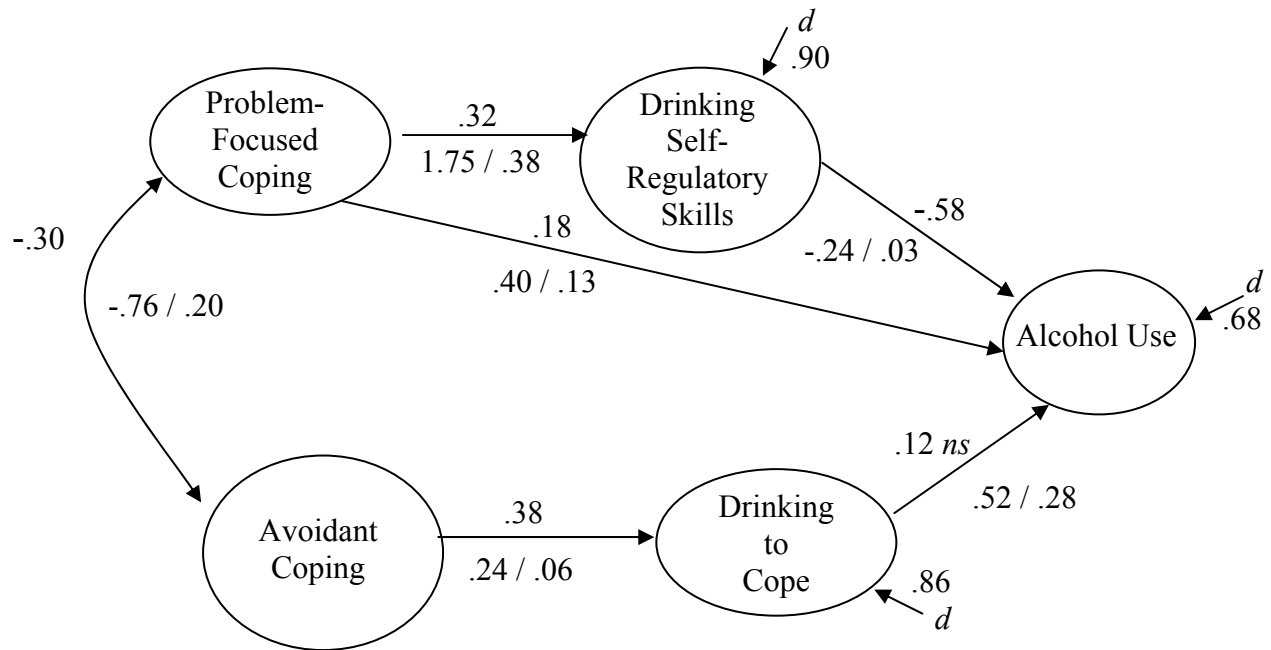 d
.90
Problem-
Focused
Coping
.32
1.75 / .38
Drinking
Self-
Regulatory
Skills
-.58
-.24 / .03
.18
.40 / .13
-.30
-.76 / .20
d
.68
Alcohol Use
.12 ns
.52 / .28
Avoidant
Coping
.38
.24 / .06
Drinking
to
Cope
.86
d